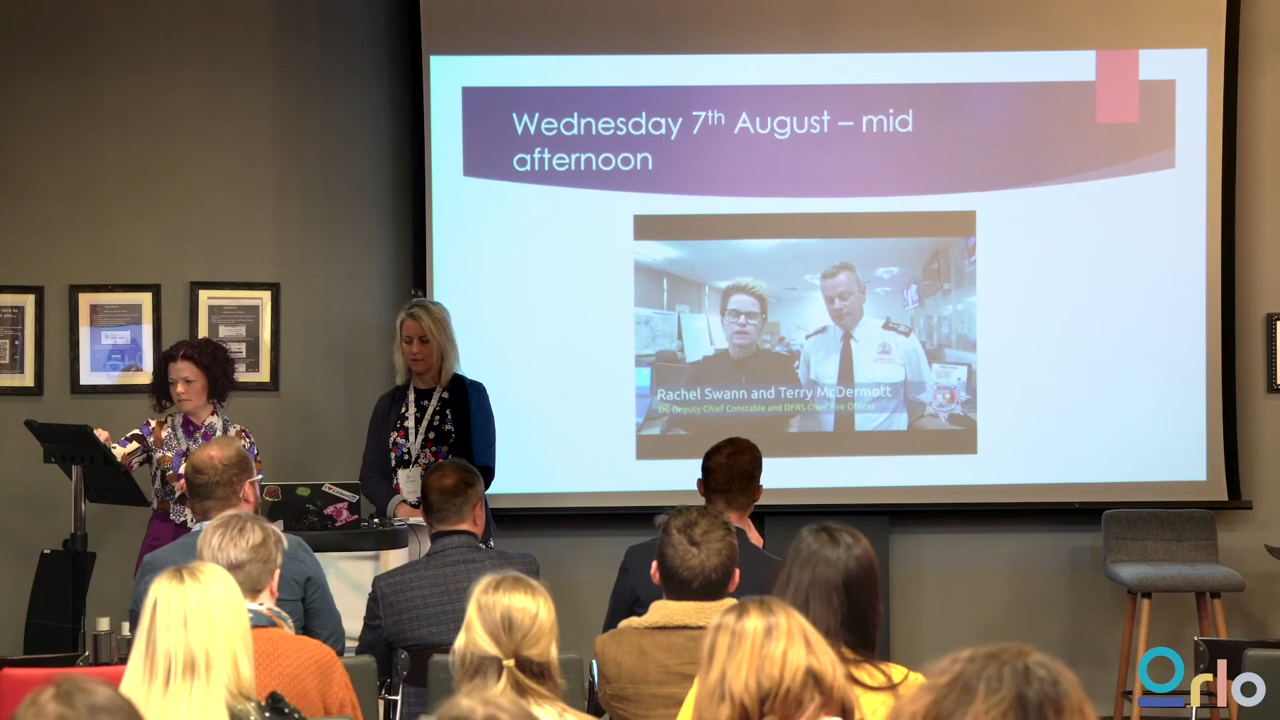 Wednesday 7th August – mid
afternoon
Rachel Swann and Terry McDermott
DC Deputy Chief Constable and DFRS Chief Fire Officer
Orlo